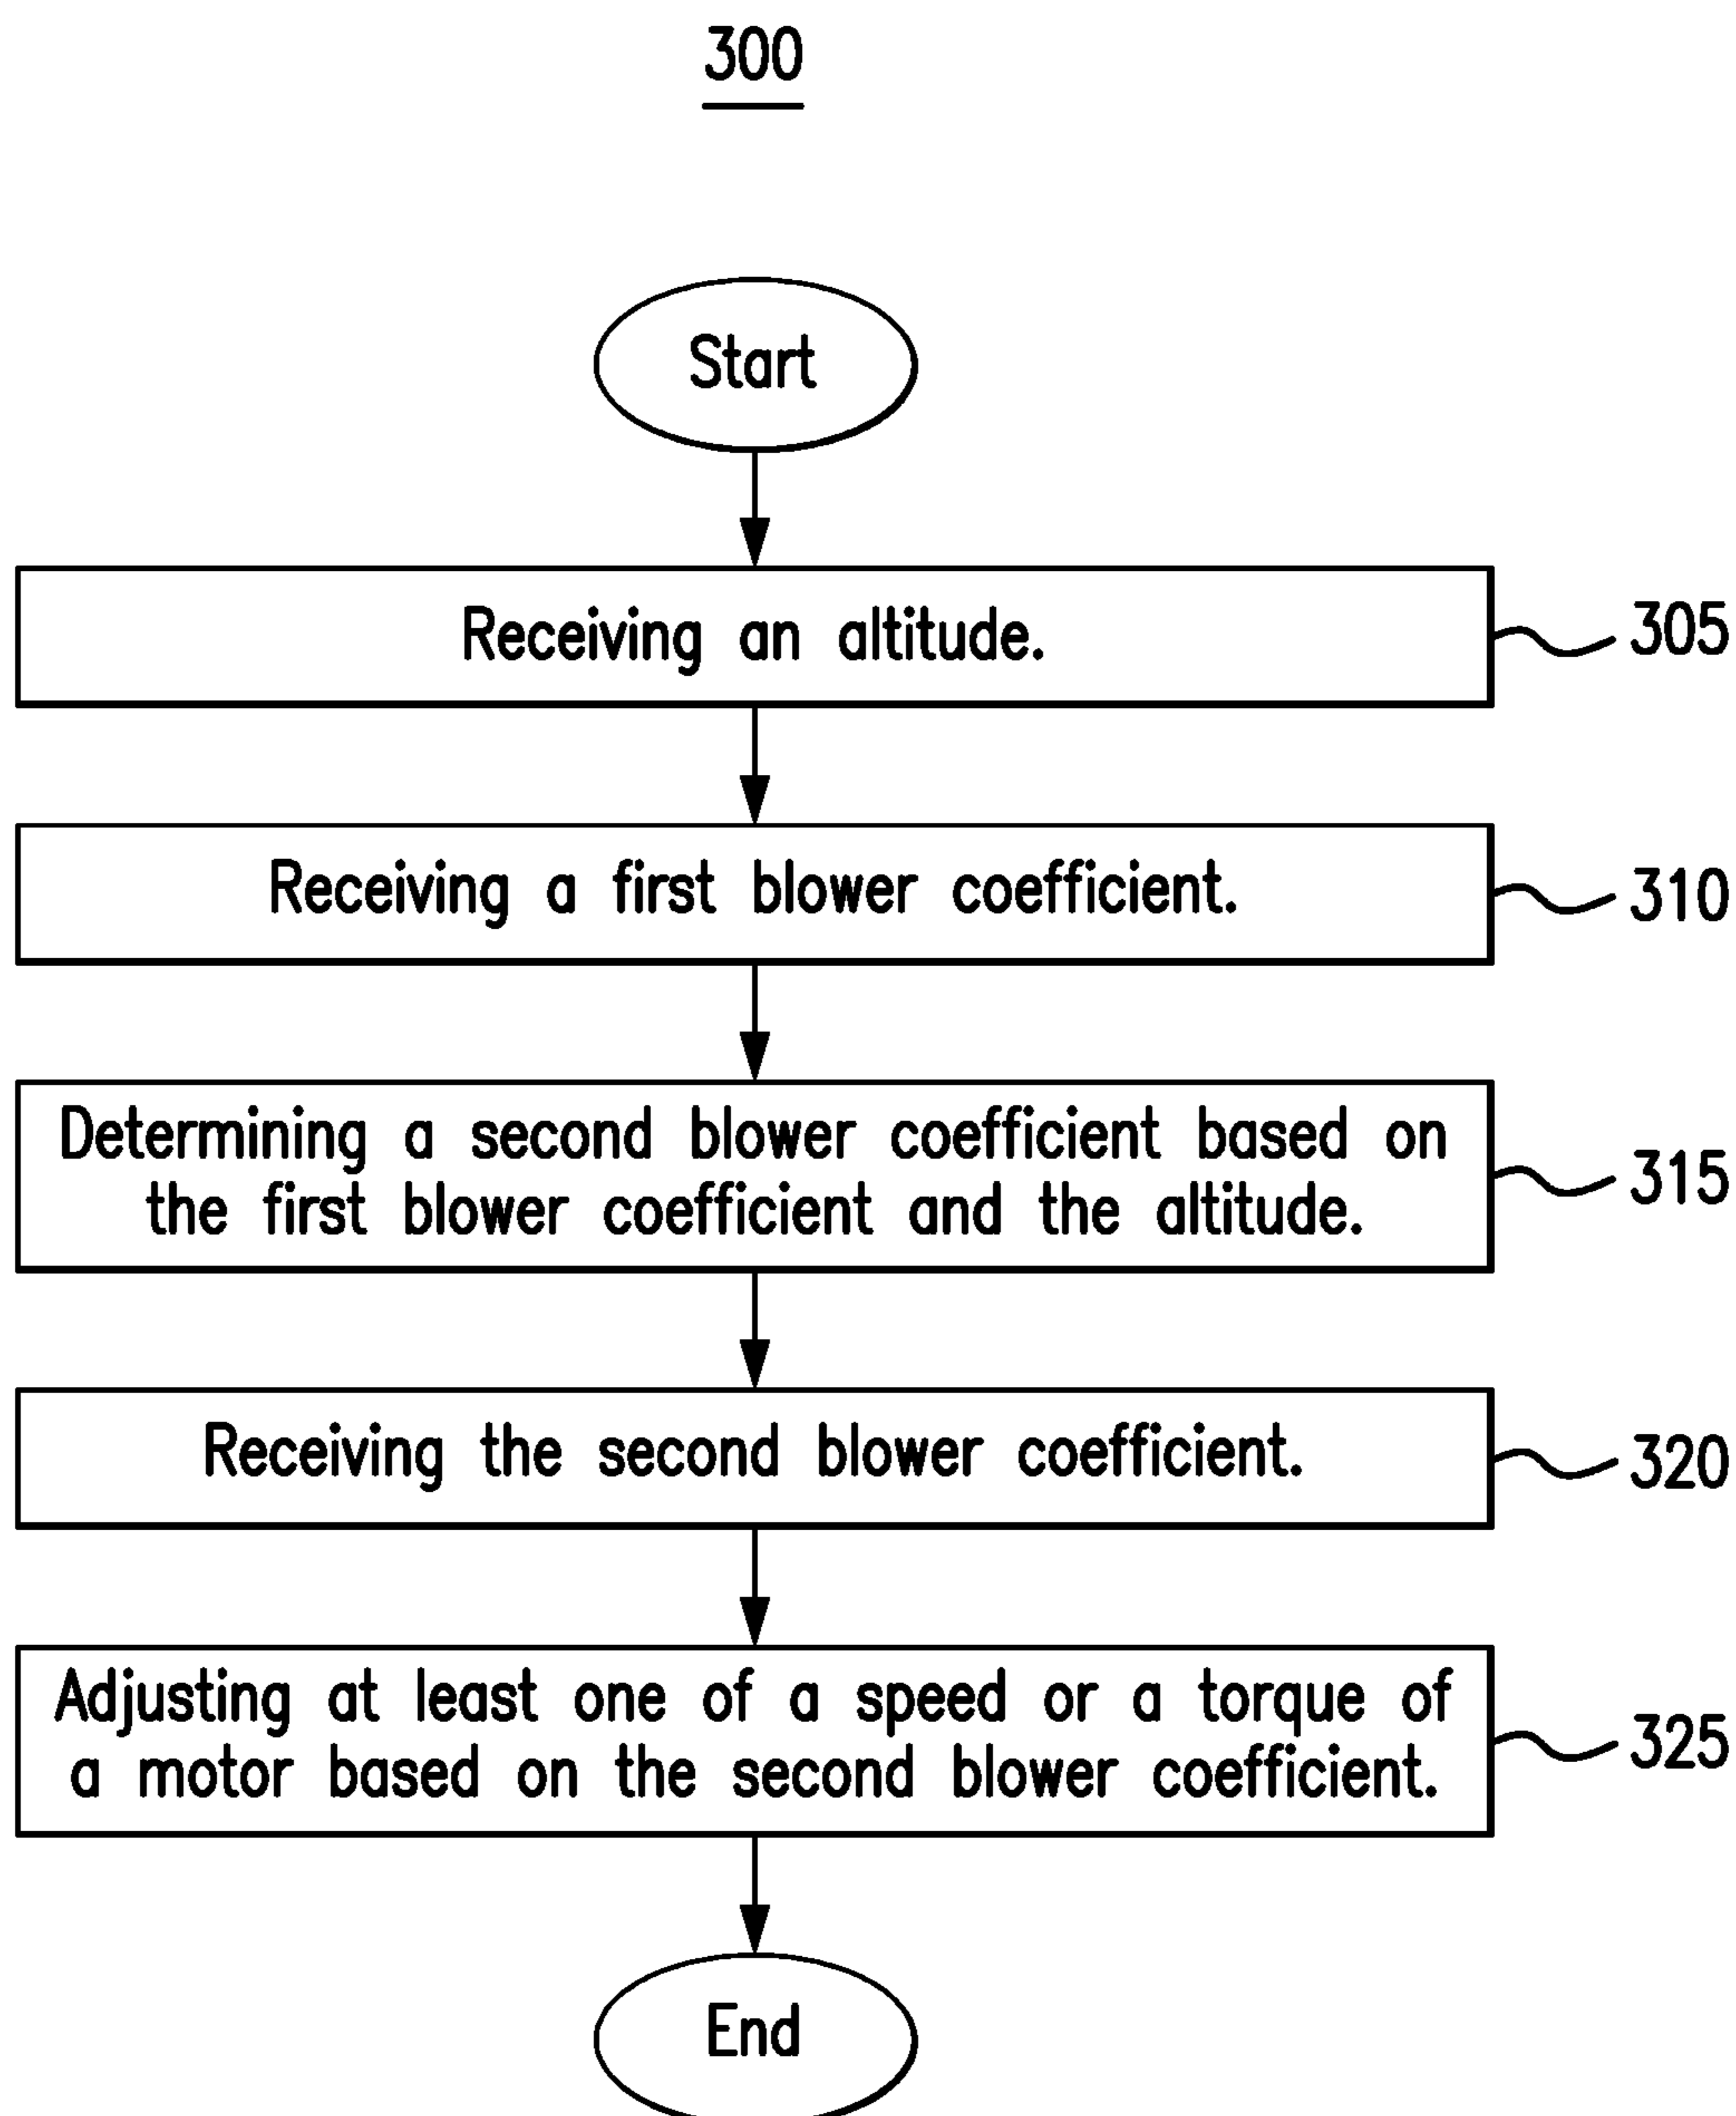 300
Start
Receiving an altitude.
305
Receiving a first blower coefficient.
310
Determining a second blower coefficient based on
the first blower coefficient and the altitude.
315
Receiving the second blower coefficient.
320
Adjusting at least one of a speed or a torque of
a motor based on the second blower coefficient.
325
End